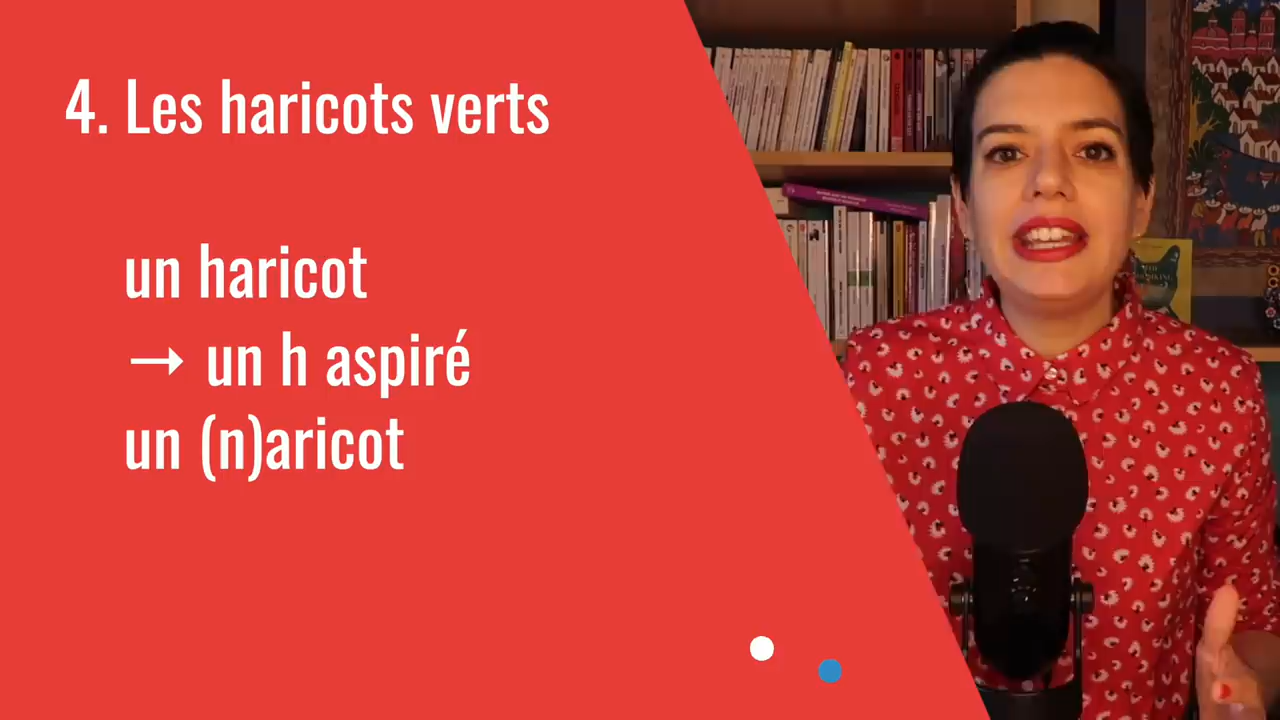 4. Les haricots verts
un haricot
→ un h aspiré
un (n)aricot